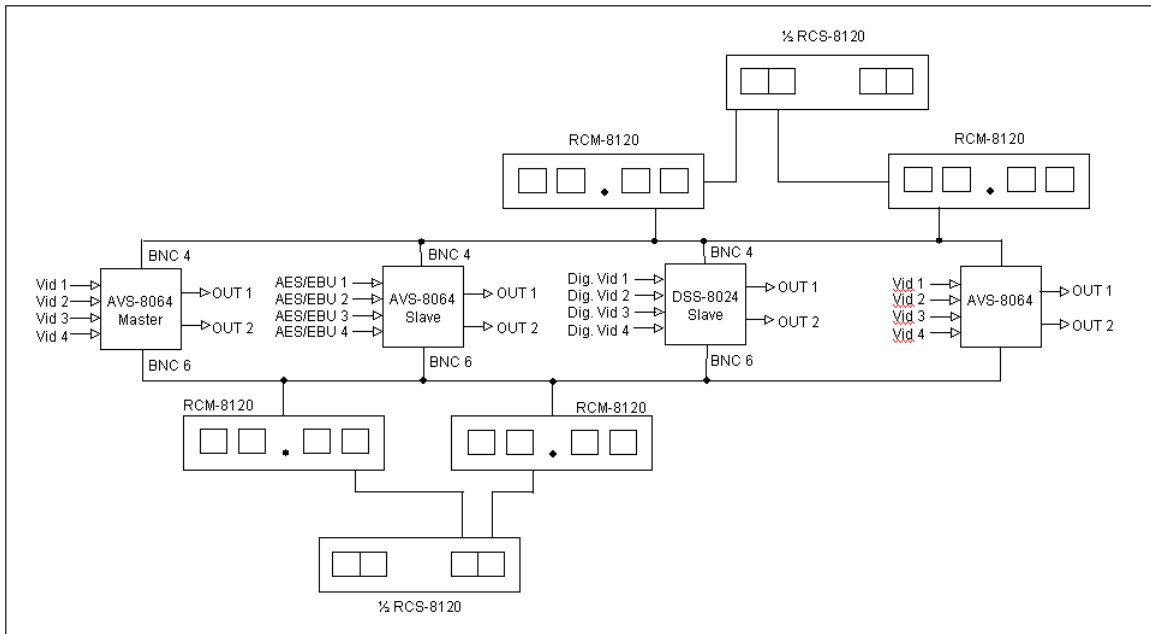 ½ RCS-8120
RCM-8120
RCM-8120
BNC 4
BNC 4
BNC 4
Vid 1
Vid 2
Vid 3
Vid 4
AVS-8064
Master
OUT 1
OUT 2
AES/EBU 1
AES/EBU 2
AES/EBU 3
AES/EBU 4
AVS-8064
Slave
OUT 1
OUT 2
Dig. Vid 1
Dig. Vid 2
Dig. Vid 3
Dig. Vid 4
DSS-8024
Slave
OUT 1
OUT 2
Vid 1
Vid 2
Vid 3
Vid 4
AVS-8064
OUT 1
OUT 2
BNC 6
BNC 6
BNC 6
RCM-8120
RCM-8120
½ RCS-8120